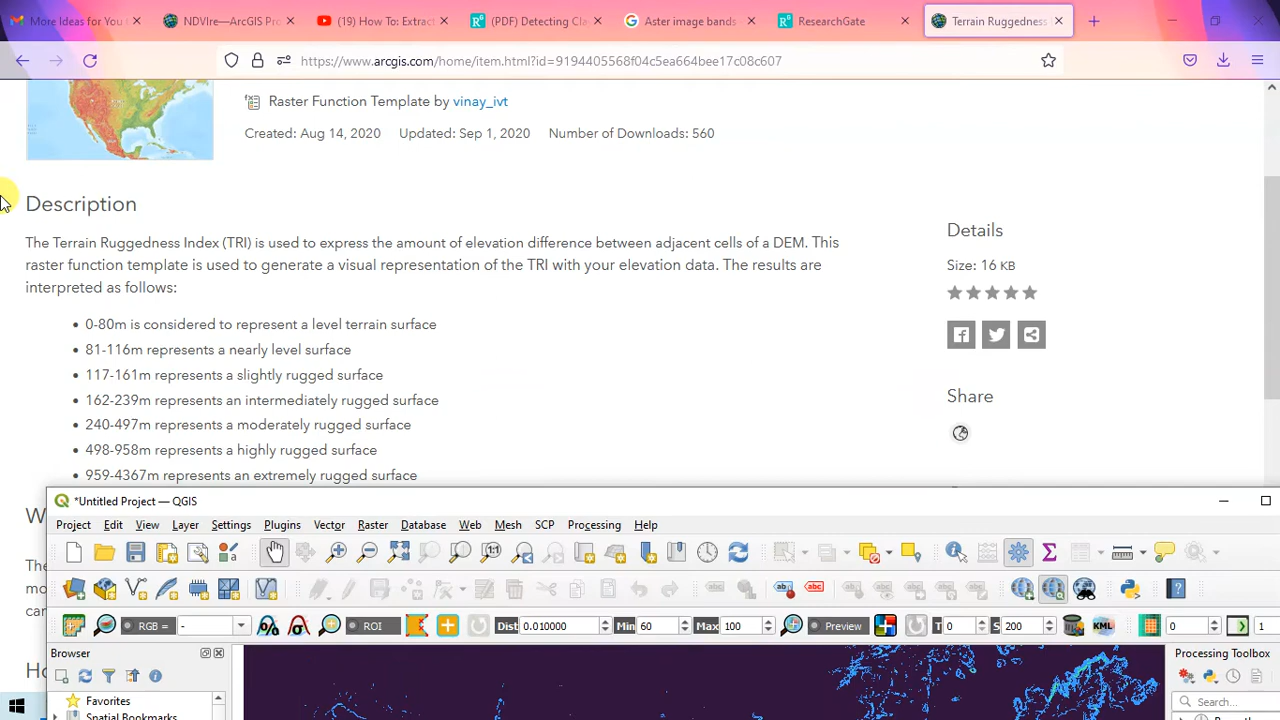 More Ideas for You
NDVIre—ArcGIS Pro
(19) How To: Extract
(PDF) Detecting Cla
Aster image bands
ResearchGate
Terrain Ruggedness
https://www.arcgis.com/home/item.html?id=9194405568f04c5ea664bee17c08c607
Raster Function Template by vinay_ivt
Created: Aug 14, 2020 Updated: Sep 1, 2020 Number of Downloads: 560
Description
The Terrain Ruggedness Index (TRI) is used to express the amount of elevation difference between adjacent cells of a DEM. This
raster function template is used to generate a visual representation of the TRI with your elevation data. The results are
interpreted as follows:
• 0-80m is considered to represent a level terrain surface
• 81-116m represents a nearly level surface
• 117-161m represents a slightly rugged surface
• 162-239m represents an intermediately rugged surface
• 240-497m represents a moderately rugged surface
• 498-958m represents a highly rugged surface
• 959-4367m represents an extremely rugged surface
Details
Size: 16 KB
Share
W
The
mo
can
Ho
*Untitled Project — QGIS
Project Edit View Layer Settings Plugins Vector Raster Database Web Mesh SCP Processing Help
RGB = - ROI Dist 0.010000 Min 60 Max 100 Preview T 0 S 200 KML 0 1
Browser
Favorites
Spatial Bookmarks
Processing Toolbox
Search...